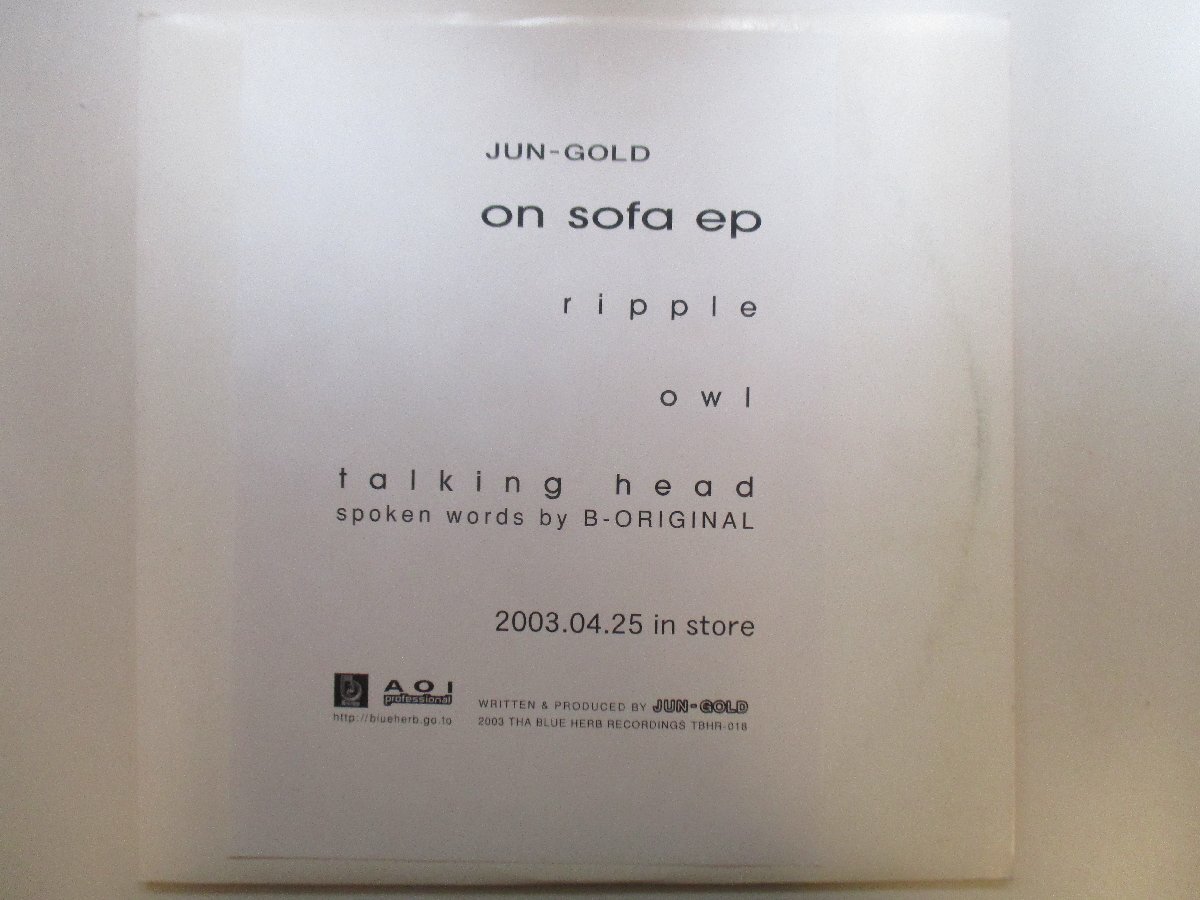 JUN-GOLD
on sofa ep
ripple
owl
talking head
spoken words by B-ORIGINAL
2003.04.25 in store
AOI
professional
http://blueherb.go.to
WRITTEN & PRODUCED BY JUN-GOLD
2003 THA BLUE HERB RECORDINGS TBHR-018